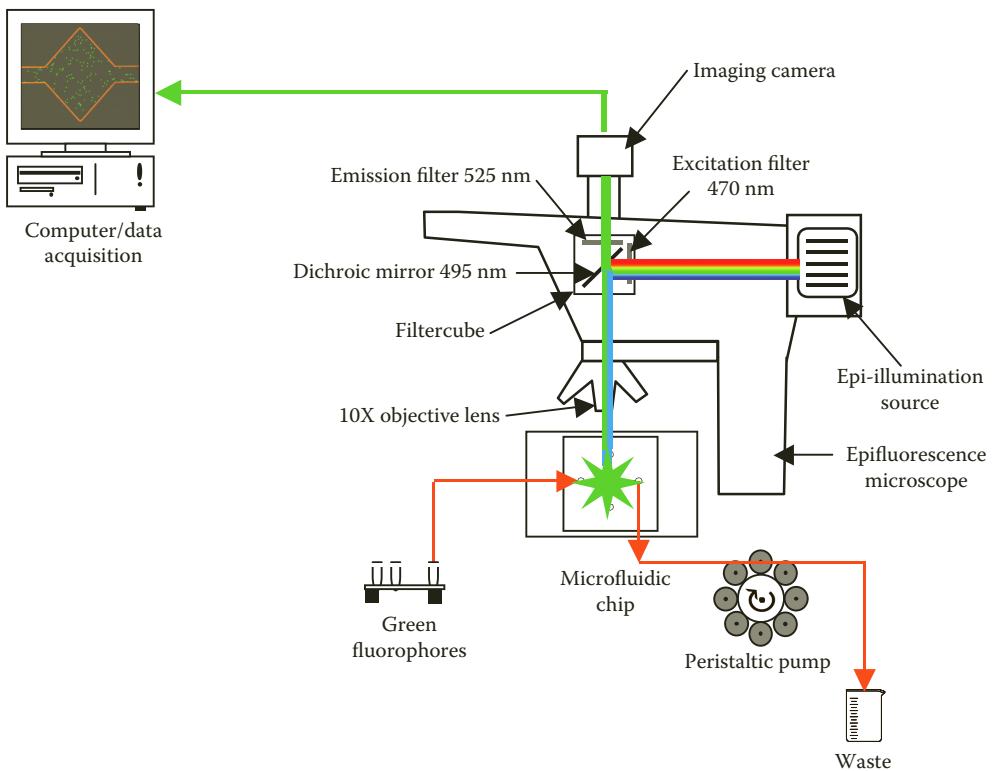 Imaging camera
Emission filter 525 nm
Excitation filter
470 nm
Computer/data
acquisition
Dichroic mirror 495 nm
Filtercube
Epi-illumination
source
10X objective lens
Epifluorescence
microscope
Microfluidic
chip
Green
fluorophores
Peristaltic pump
Waste